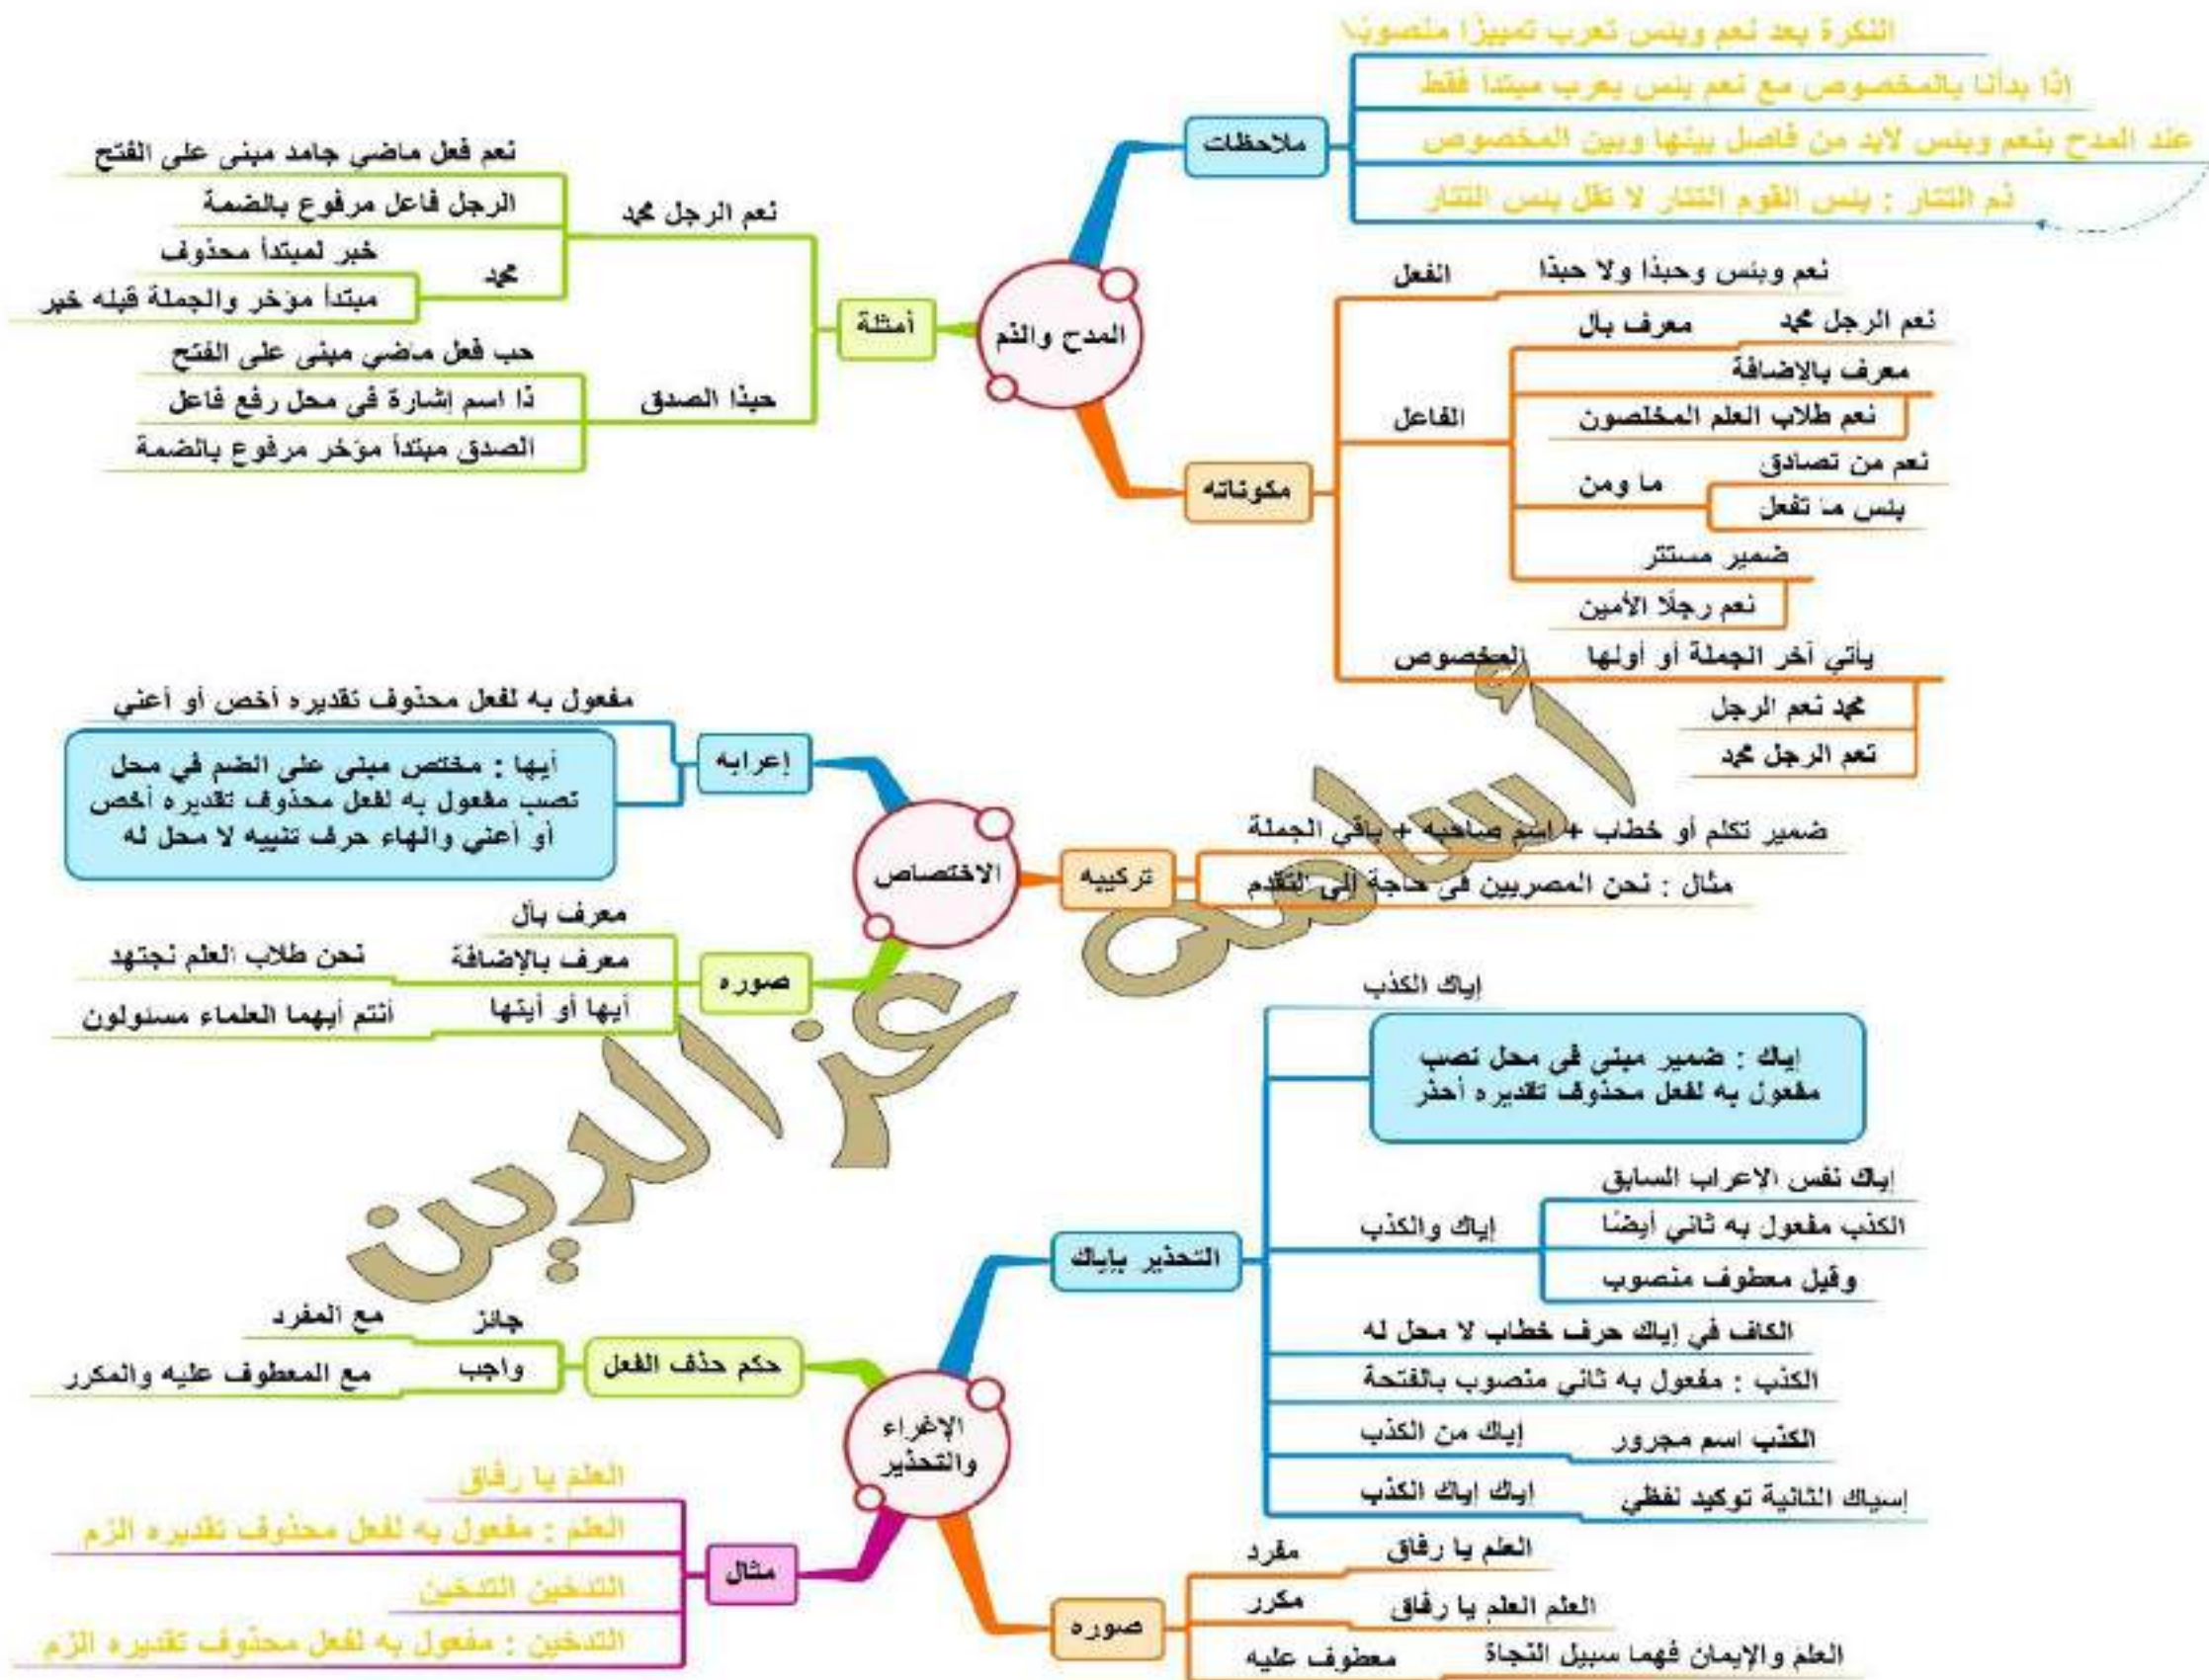 المدح والذم
ملاحظات
النكرة بعد نعم وبئس تعرب تمييزًا منصوبًا
إذا بدأنا بالمخصوص مع نعم بئس يعرب مبتدأ فقط
عند المدح بنعم وبئس لابد من فاصل بينها وبين المخصوص
ذم التتار : بئس القوم التتار لا تقل بئس التتار
مكوناته
الفعل
نعم وبئس وحبذا ولا حبذا
الفاعل
معرف بال
نعم الرجل محمد
معرف بالإضافة
نعم طلاب العلم المخلصون
ما ومن
نعم من تصادق
بئس ما تفعل
ضمير مستتر
نعم رجلًا الأمين
المخصوص
يأتي آخر الجملة أو أولها
محمد نعم الرجل
نعم الرجل محمد
أمثلة
نعم الرجل محمد
نعم فعل ماضي جامد مبنى على الفتح
الرجل فاعل مرفوع بالضمة
محمد
خبر لمبتدأ محذوف
مبتدأ مؤخر والجملة قبله خبر
حبذا الصدق
حب فعل ماضي مبنى على الفتح
ذا اسم إشارة في محل رفع فاعل
الصدق مبتدأ مؤخر مرفوع بالضمة
الاختصاص
إعرابه
مفعول به لفعل محذوف تقديره أخص أو أعني
أيها : مختص مبنى على الضم في محل
نصب مفعول به لفعل محذوف تقديره أخص
أو أعني والهاء حرف تنبيه لا محل له
تركيبه
ضمير تكلم أو خطاب + اسم صاحبه + باقي الجملة
مثال : نحن المصريين في حاجة إلى التقدم
صوره
معرف بأل
معرف بالإضافة
نحن طلاب العلم نجتهد
أيها أو أيتها
أنتم أيهما العلماء مسئولون
أسامه عز الدين
الإغراء
والتحذير
التحذير بإياك
إياك الكذب
إياك : ضمير مبنى في محل نصب
مفعول به لفعل محذوف تقديره أحذر
إياك والكذب
إياك نفس الإعراب السابق
الكذب مفعول به ثاني أيضًا
وقيل معطوف منصوب
الكاف في إياك حرف خطاب لا محل له
الكذب : مفعول به ثاني منصوب بالفتحة
إياك من الكذب
الكذب اسم مجرور
إياك إياك الكذب
إسياك الثانية توكيد لفظي
صوره
مفرد
العلم يا رفاق
مكرر
العلم العلم يا رفاق
معطوف عليه
العلم والإيمان فهما سبيل النجاة
حكم حذف الفعل
جائز
مع المفرد
واجب
مع المعطوف عليه والمكرر
مثال
العلم يا رفاق
العلم : مفعول به لفعل محذوف تقديره الزم
التدخين التدخين
التدخين : مفعول به لفعل محذوف تقديره الزم